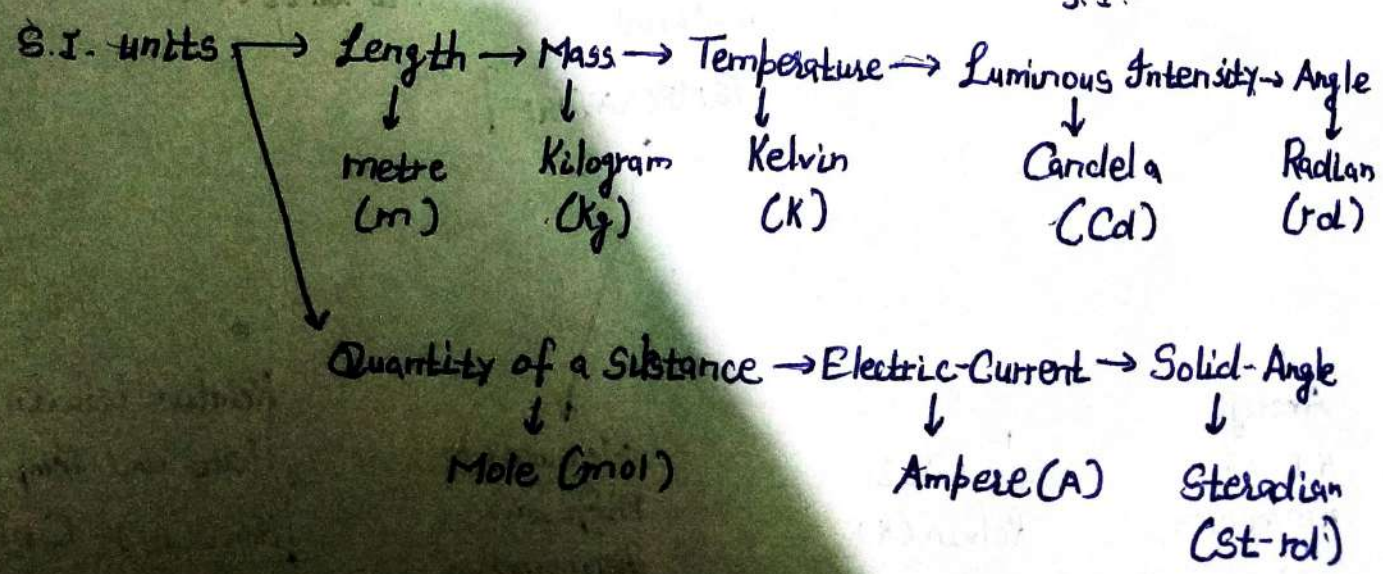 S.I. units → Length → Mass → Temperature → Luminous Intensity → Angle
↓ ↓ ↓ ↓ ↓
metre Kilogram Kelvin Candela Radian
(m) (Kg) (K) (Cd) (rd)
Quantity of a Substance → Electric-Current → Solid-Angle
↓ ↓ ↓
Mole (mol) Ampere (A) Steradian
(St-rd)